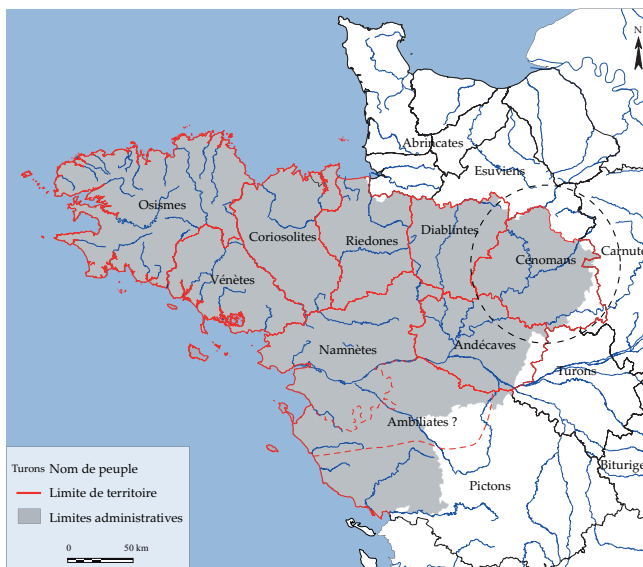 N
Abrincates
Esuviens
Osismes
Coriosolites
Riedones
Diablintes
Cénomans
Carnute
Vénètes
Namnètes
Andécaves
Turons
Ambiliates ?
Pictons
Biturige
Turons Nom de peuple
Limite de territoire
Limites administratives
0 50 km